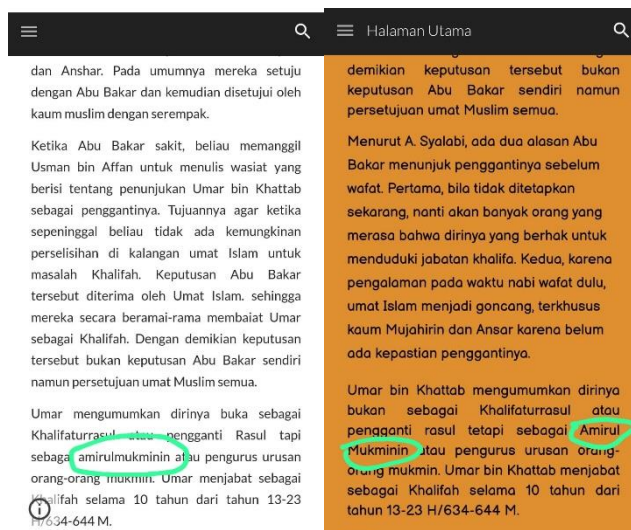 dan Anshar. Pada umumnya mereka setuju
dengan Abu Bakar dan kemudian disetujui oleh
kaum muslim dengan serempak.
Ketika Abu Bakar sakit, beliau memanggil
Usman bin Affan untuk menulis wasiat yang
berisi tentang penunjukan Umar bin Khattab
sebagai penggantinya. Tujuannya agar ketika
sepeninggal beliau tidak ada kemungkinan
perselisihan di kalangan umat Islam untuk
masalah Khalifah. Keputusan Abu Bakar
tersebut diterima oleh Umat Islam. sehingga
mereka secara beramai-rama membaiat Umar
sebagai Khalifah. Dengan demikian keputusan
tersebut bukan keputusan Abu Bakar sendiri
namun persetujuan umat Muslim semua.
Umar mengumumkan dirinya buka sebagai
Khalifaturrasul atau pengganti Rasul tapi
sebagai amirulmukminin atau pengurus urusan
orang-orang mukmin. Umar menjabat sebagai
Khalifah selama 10 tahun dari tahun 13-23
H/634-644 M.
Halaman Utama
demikian keputusan tersebut bukan
keputusan Abu Bakar sendiri namun
persetujuan umat Muslim semua.
Menurut A. Syalabi, ada dua alasan Abu
Bakar menunjuk penggantinya sebelum
wafat. Pertama, bila tidak ditetapkan
sekarang, nanti akan banyak orang yang
merasa bahwa dirinya yang berhak untuk
menduduki jabatan khalifa. Kedua, karena
pengalaman pada waktu nabi wafat dulu,
umat Islam menjadi goncang, terkhusus
kaum Mujahirin dan Ansar karena belum
ada kepastian penggantinya.
Umar bin Khattab mengumumkan dirinya
bukan sebagai Khalifaturrasul atau
pengganti rasul tetapi sebagai Amirul
Mukminin atau pengurus urusan orang-
orang mukmin. Umar bin Khattab menjabat
sebagai Khalifah selama 10 tahun dari
tahun 13-23 H/634-644 M.